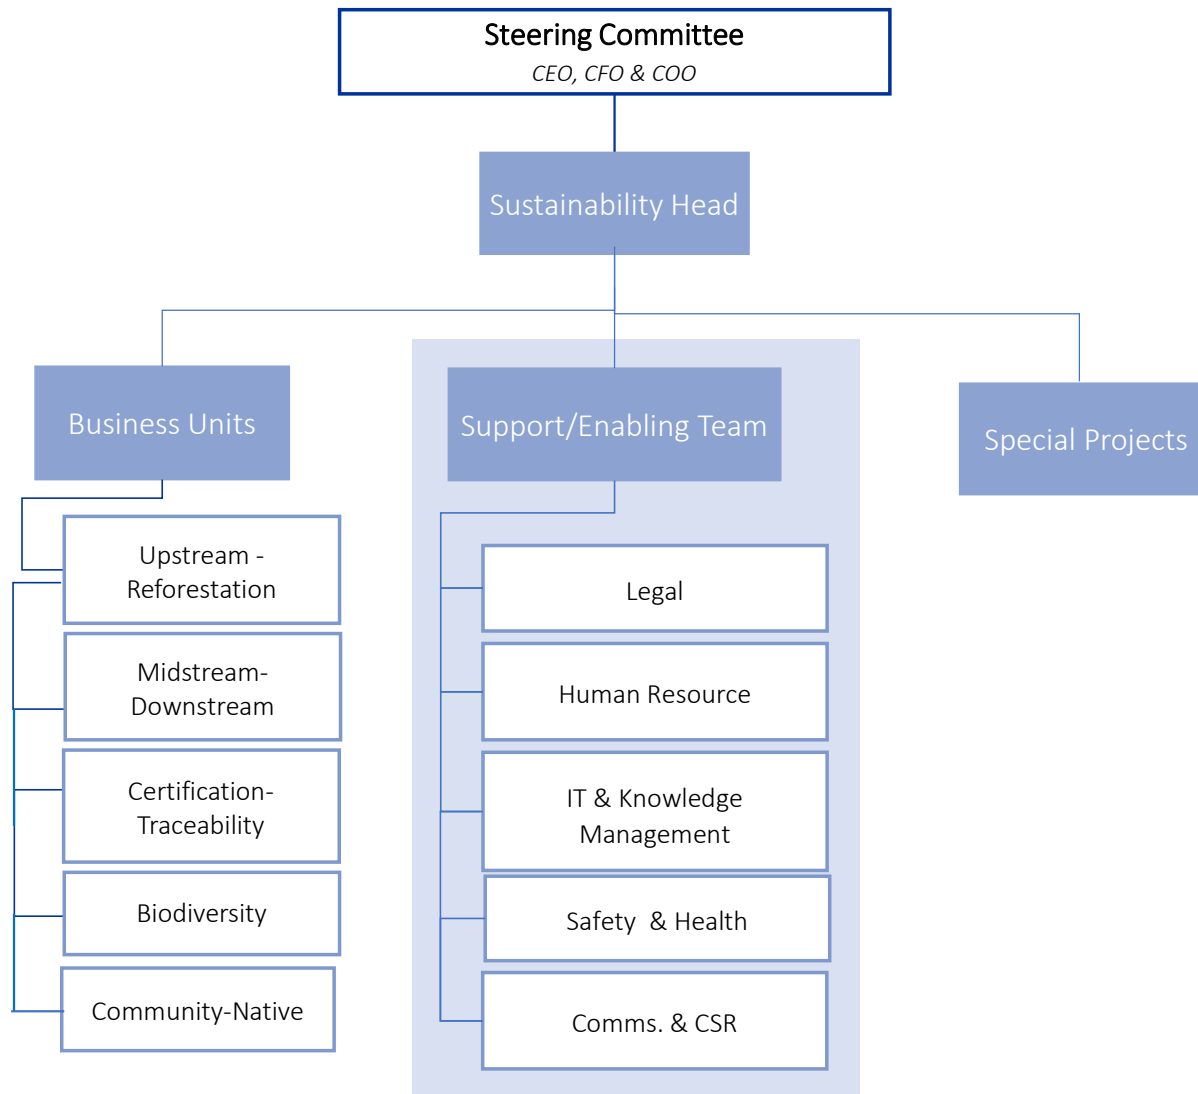 Steering Committee
CEO, CFO & COO
Sustainability Head
Business Units
Support/Enabling Team
Special Projects
Upstream -
Reforestation
Midstream-
Downstream
Certification-
Traceability
Biodiversity
Community-Native
Legal
Human Resource
IT & Knowledge
Management
Safety & Health
Comms. & CSR